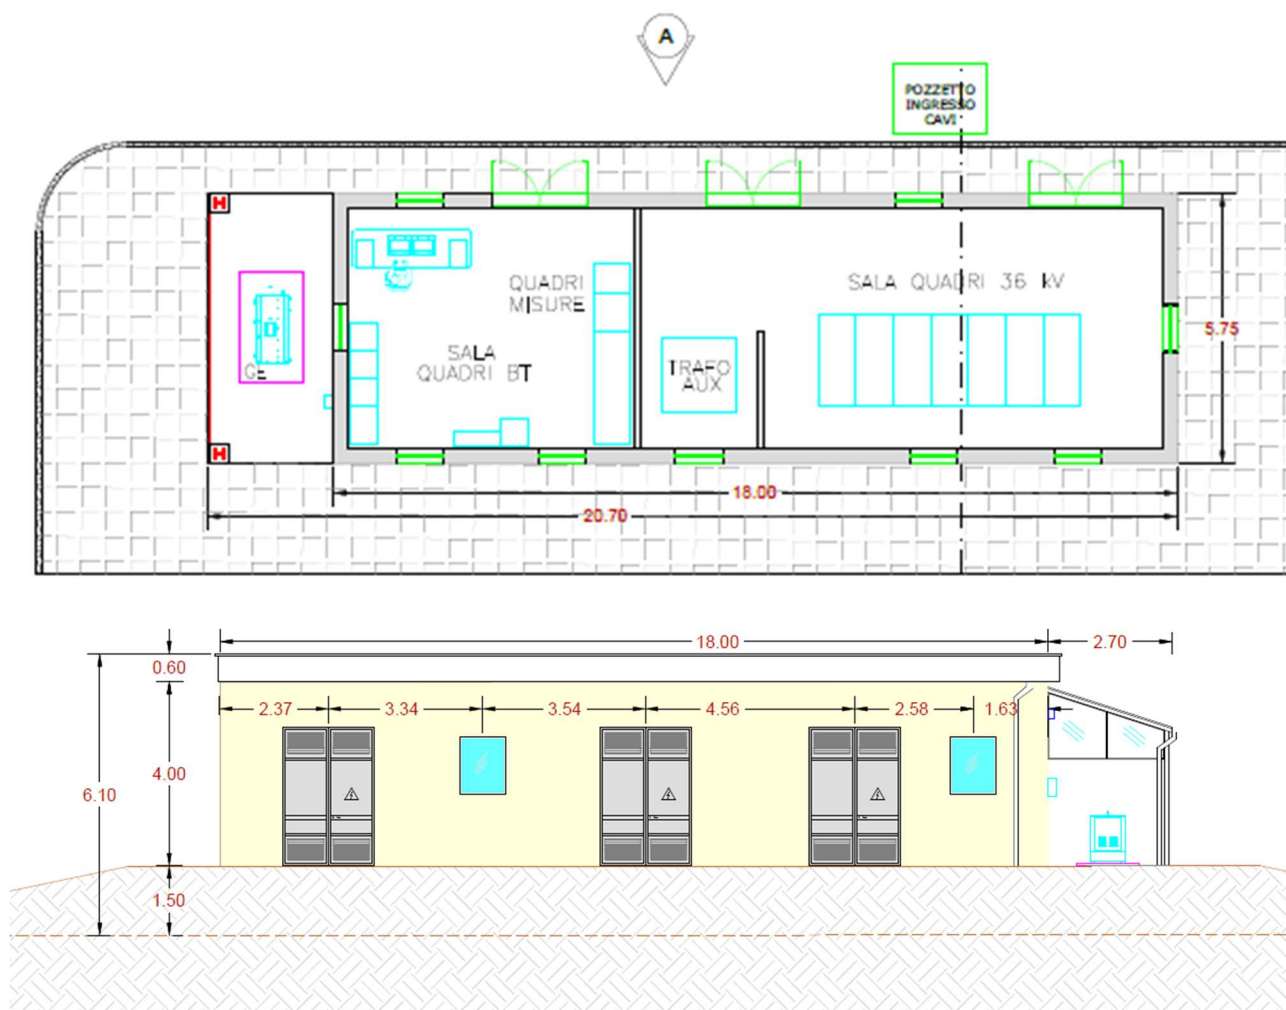 A
POZZETTO
INGRESSO
CAVI
H
QUADRI
MISURE
SALA QUADRI 36 kV
5.75
SALA
QUADRI BT
TRAFO
AUX
GE
H
18.00
20.70
18.00
2.70
0.60
2.37
3.34
3.54
4.56
2.58
1.63
4.00
6.10
1.50